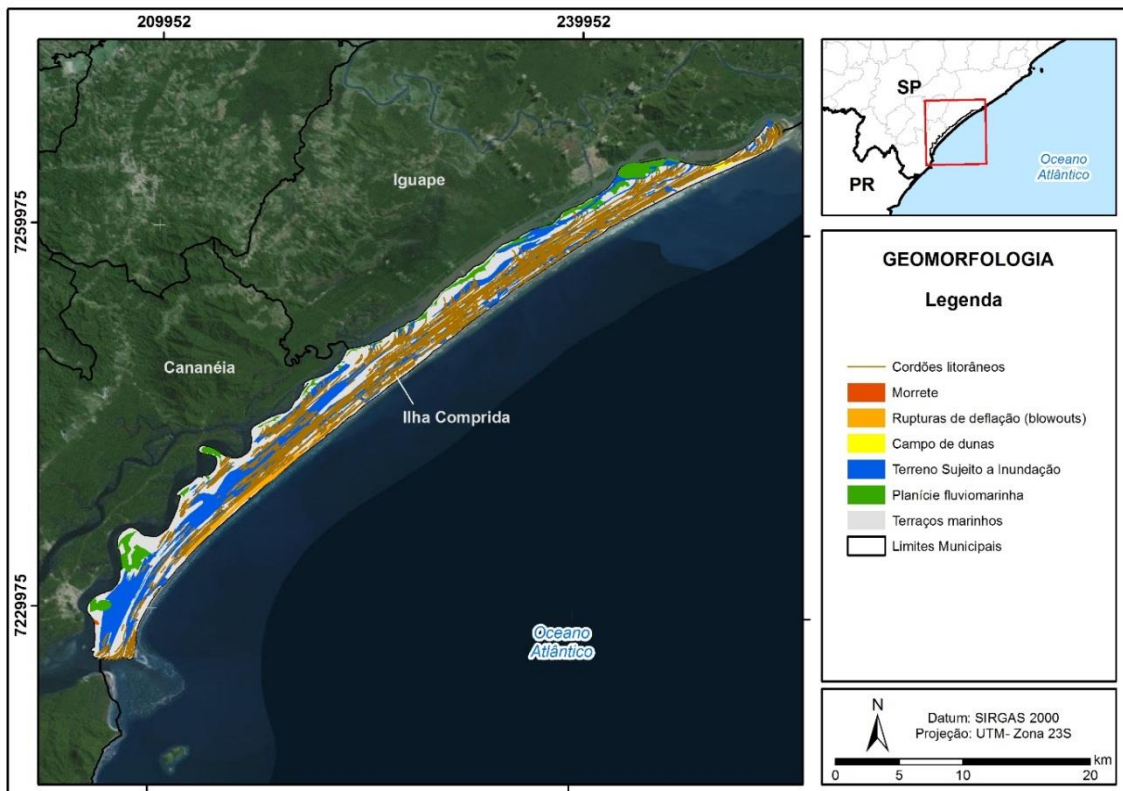 209952
239952
7259975
7229975
Iguape
Cananéia
Ilha Comprida
Oceano
Atlântico
SP
PR
Oceano
Atlântico
GEOMORFOLOGIA
Legenda
Cordões litorâneos
Morrete
Rupturas de deflação (blowouts)
Campo de dunas
Terreno Sujeito a Inundação
Planície fluviomarinha
Terraços marinhos
Limites Municipais
N
Datum: SIRGAS 2000
Projeção: UTM- Zona 23S
km
0 5 10 20